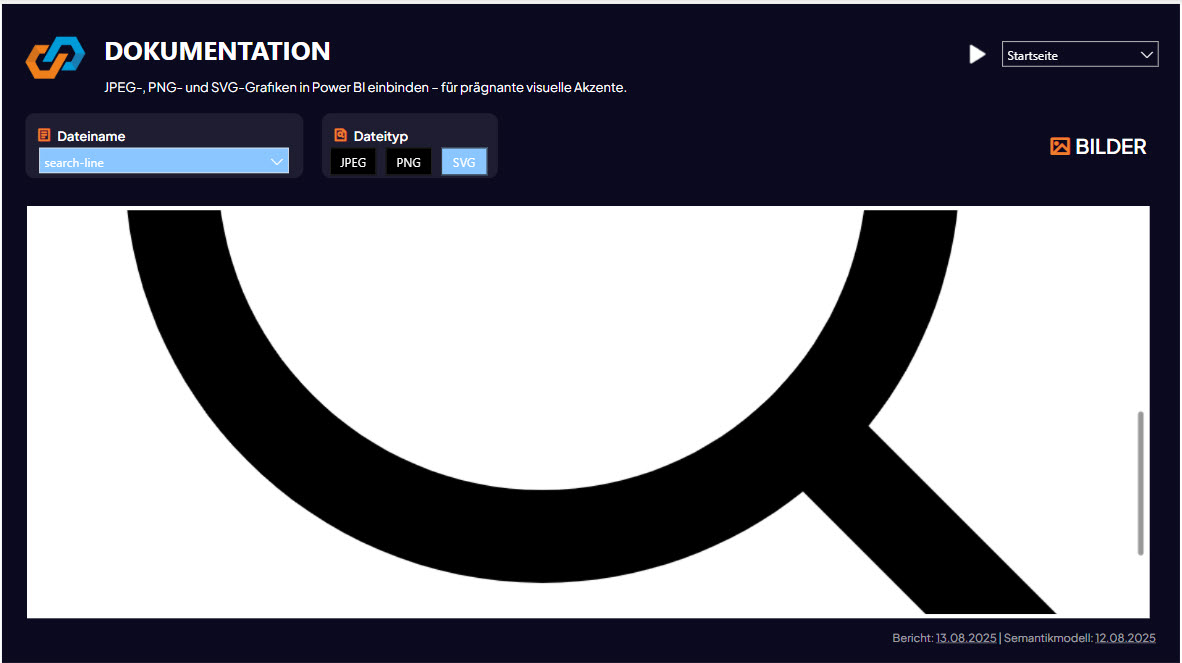 DOKUMENTATION
JPEG-, PNG- und SVG-Grafiken in Power BI einbinden – für prägnante visuelle Akzente.
Startseite
Dateiname
search-line
Dateityp
JPEG PNG SVG
BILDER
Bericht: 13.08.2025 | Semantikmodell: 12.08.2025